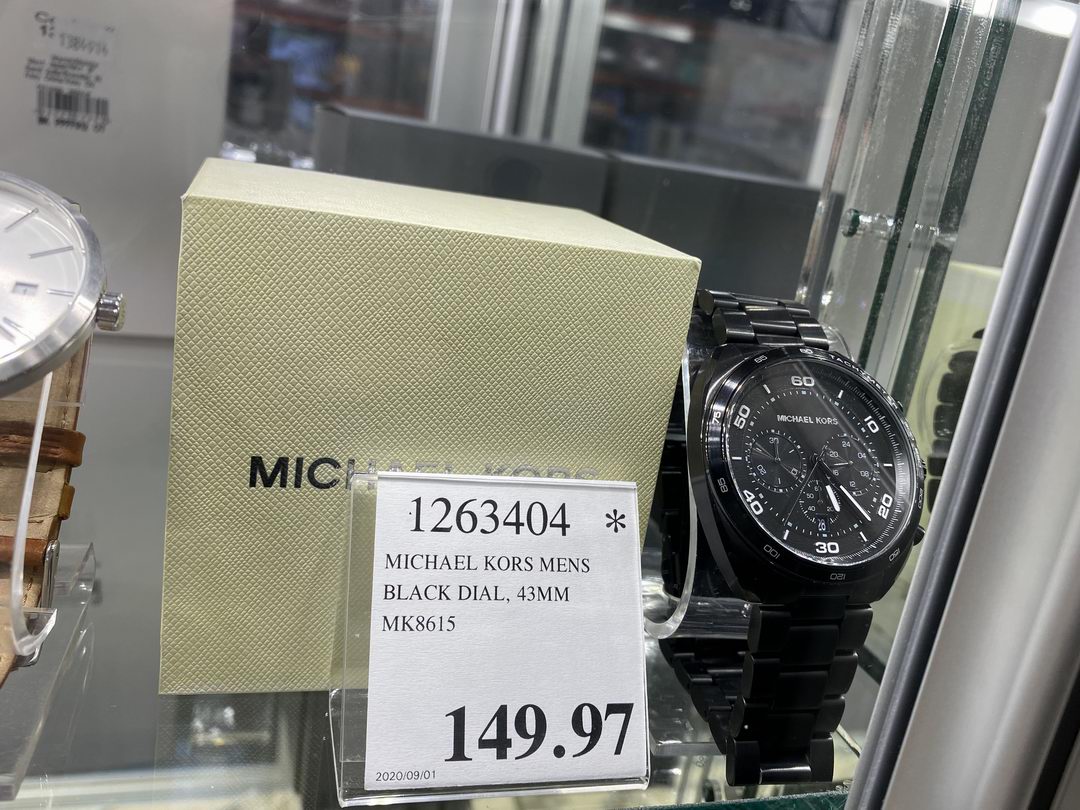 1384914
MICHAEL KORS
1263404 *
MICHAEL KORS MENS
BLACK DIAL, 43MM
MK8615
149.97
2020/09/01
MICHAEL KORS
60
10
20
30
40
50